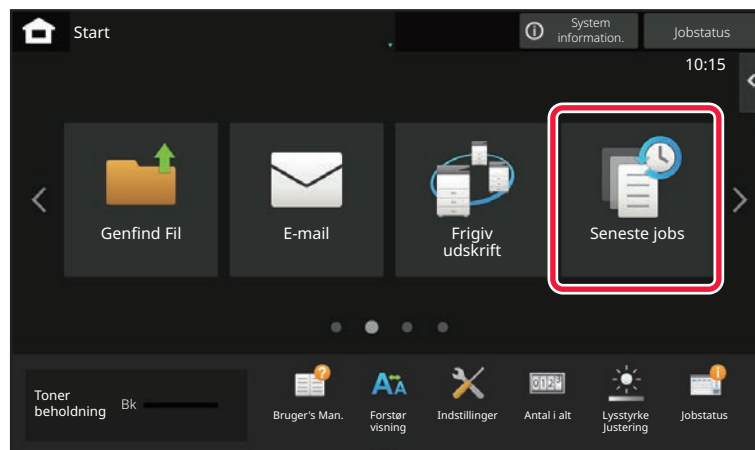 Start
System
information.
Jobstatus
10:15
Genfind Fil
E-mail
Frigiv
udskrift
Seneste jobs
Toner
beholdning
Bk
Bruger's Man.
Forstør
visning
Indstillinger
Antal i alt
Lysstyrke
Justering
Jobstatus